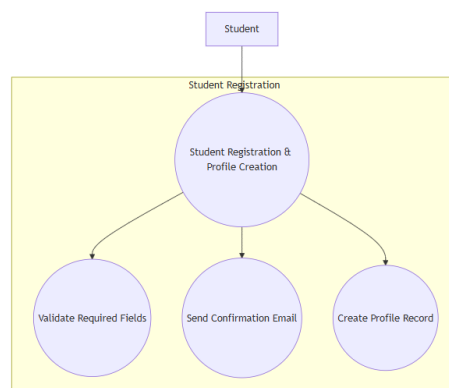 Student
Student Registration
Student Registration &
Profile Creation
Validate Required Fields
Send Confirmation Email
Create Profile Record